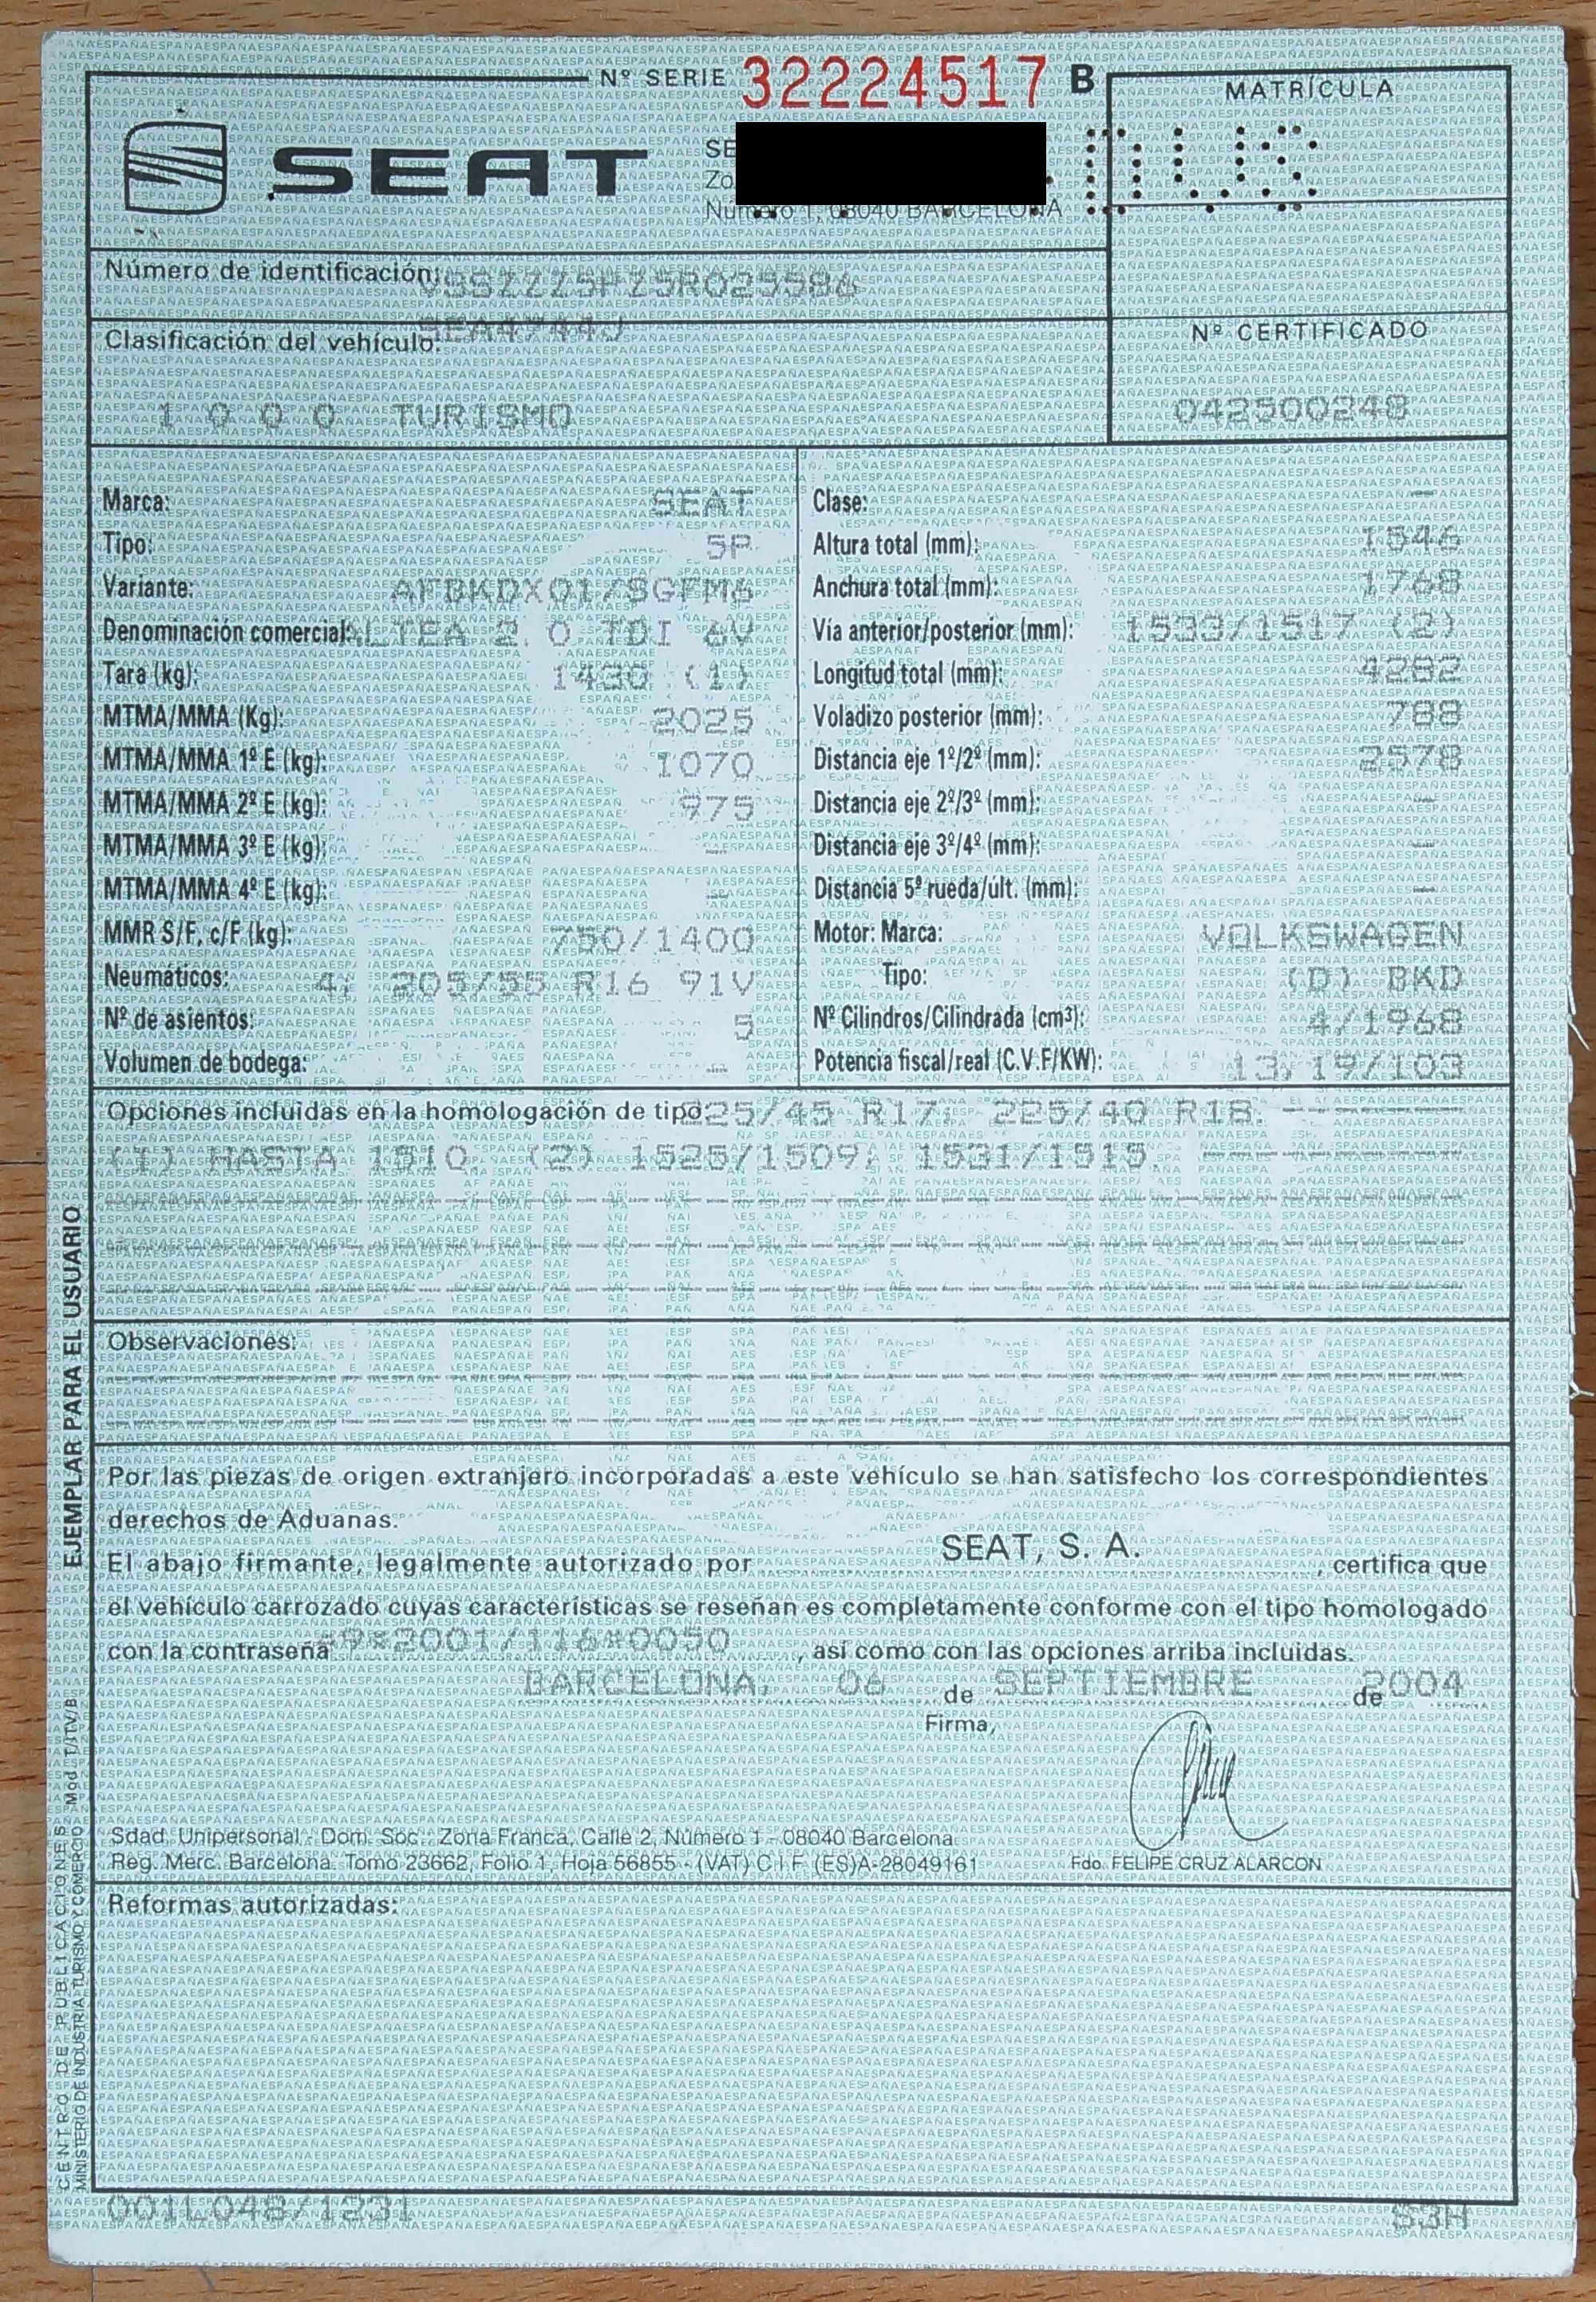 Nº SERIE 32224517 B
MATRÍCULA
SEAT
Número 1, 08040 BARCELONA
Número de identificación: VSSZZZ5PZ5R025586
SEA4744J
Clasificación del vehículo:
Nº CERTIFICADO
1 0 0 0 TURISMO
042500248
Marca: SEAT
Tipo: 5P
Variante: AFBKDX01/SGFM6
Denominación comercial: ALTEA 2.0 TDI 6V
Tara (kg): 1430 (1)
MTMA/MMA (Kg): 2025
MTMA/MMA 1º E (kg): 1070
MTMA/MMA 2º E (kg): 975
MTMA/MMA 3º E (kg): -
MTMA/MMA 4º E (kg): -
MMR S/F, c/F (kg): 750/1400
Neumáticos: 4, 205/55 R16 91V
Nº de asientos: 5
Volumen de bodega: -
Clase: -
Altura total (mm): 1546
Anchura total (mm): 1768
Vía anterior/posterior (mm): 1533/1517 (2)
Longitud total (mm): 4282
Voladizo posterior (mm): 788
Distancia eje 1º/2º (mm): 2578
Distancia eje 2º/3º (mm): -
Distancia eje 3º/4º (mm): -
Distancia 5ª rueda/últ. (mm): -
Motor: Marca: VOLKSWAGEN
Tipo: (D) BKD
Nº Cilindros/Cilindrada (cm³): 4/1968
Potencia fiscal/real (C.V.F/KW): 13,19/103
Opciones incluidas en la homologación de tipo: 225/45 R17; 225/40 R18. -------
(1) HASTA 1510. (2) 1525/1509; 1531/1515. ----------
Observaciones:
Por las piezas de origen extranjero incorporadas a este vehículo se han satisfecho los correspondientes
derechos de Aduanas.
El abajo firmante, legalmente autorizado por SEAT, S. A. , certifica que
el vehículo carrozado cuyas características se reseñan es completamente conforme con el tipo homologado
con la contraseña *9*2001/116*0050 , así como con las opciones arriba incluidas.
BARCELONA, 06 de SEPTIEMBRE de 2004
Firma,
Sdad. Unipersonal - Dom. Soc.: Zona Franca, Calle 2, Número 1 - 08040 Barcelona
Reg. Merc. Barcelona. Tomo 23662, Folio 1, Hoja 56855 - (VAT) C.I.F. (ES)A-28049161
Fdo. FELIPE CRUZ ALARCON
Reformas autorizadas:
001L048/1231
S3H
EJEMPLAR PARA EL USUARIO
CENTRO DE PUBLICACIONES
MINISTERIO DE INDUSTRIA, TURISMO Y COMERCIO Mod. T/TV/B